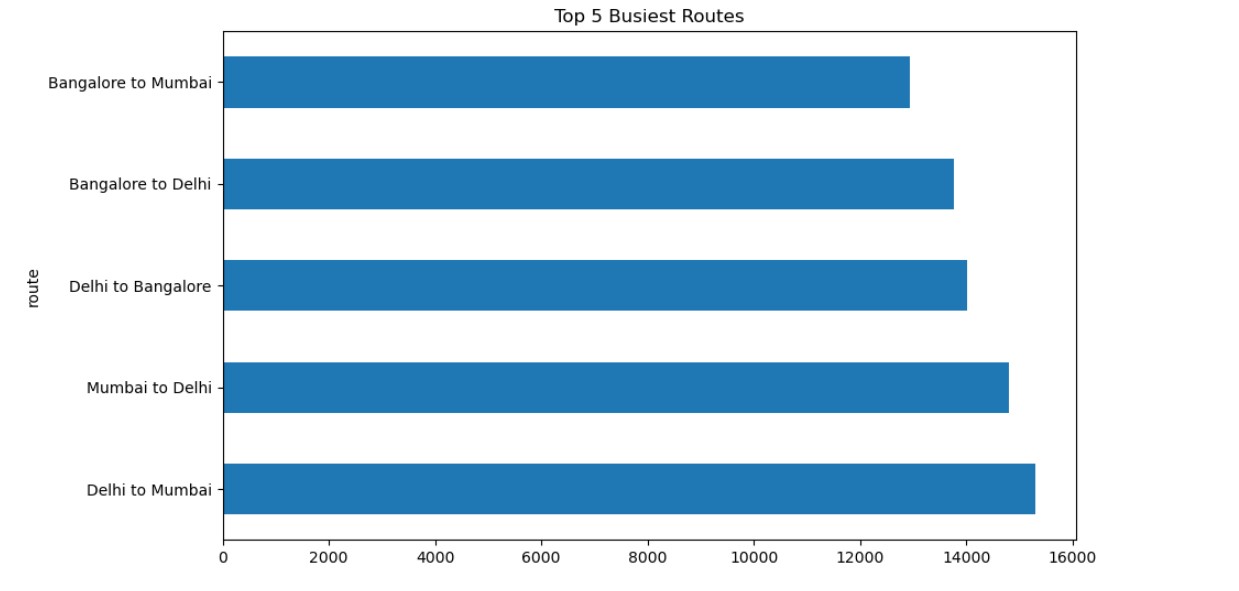 Top 5 Busiest Routes
Bangalore to Mumbai
Bangalore to Delhi
Delhi to Bangalore
Mumbai to Delhi
Delhi to Mumbai
route
0 2000 4000 6000 8000 10000 12000 14000 16000